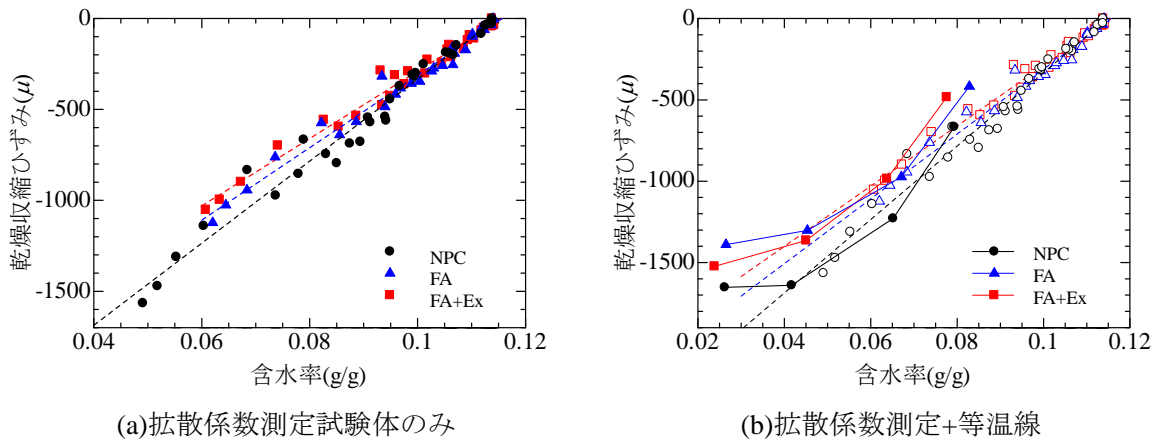 乾燥収縮ひずみ(μ)
0
-500
-1000
-1500
NPC
FA
FA+Ex
0.04 0.06 0.08 0.1 0.12
含水率(g/g)
(a)拡散係数測定試験体のみ
乾燥収縮ひずみ(μ)
0
-500
-1000
-1500
NPC
FA
FA+Ex
0.02 0.04 0.06 0.08 0.1 0.12
含水率(g/g)
(b)拡散係数測定+等温線